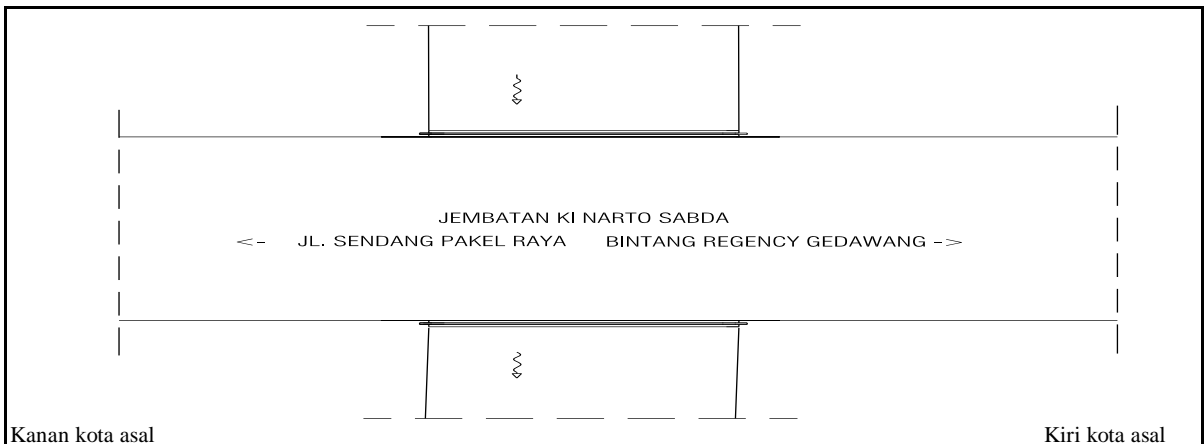 JEMBATAN KI NARTO SABDA
<- JL. SENDANG PAKEL RAYA BINTANG REGENCY GEDAWANG ->
Kanan kota asal Kiri kota asal